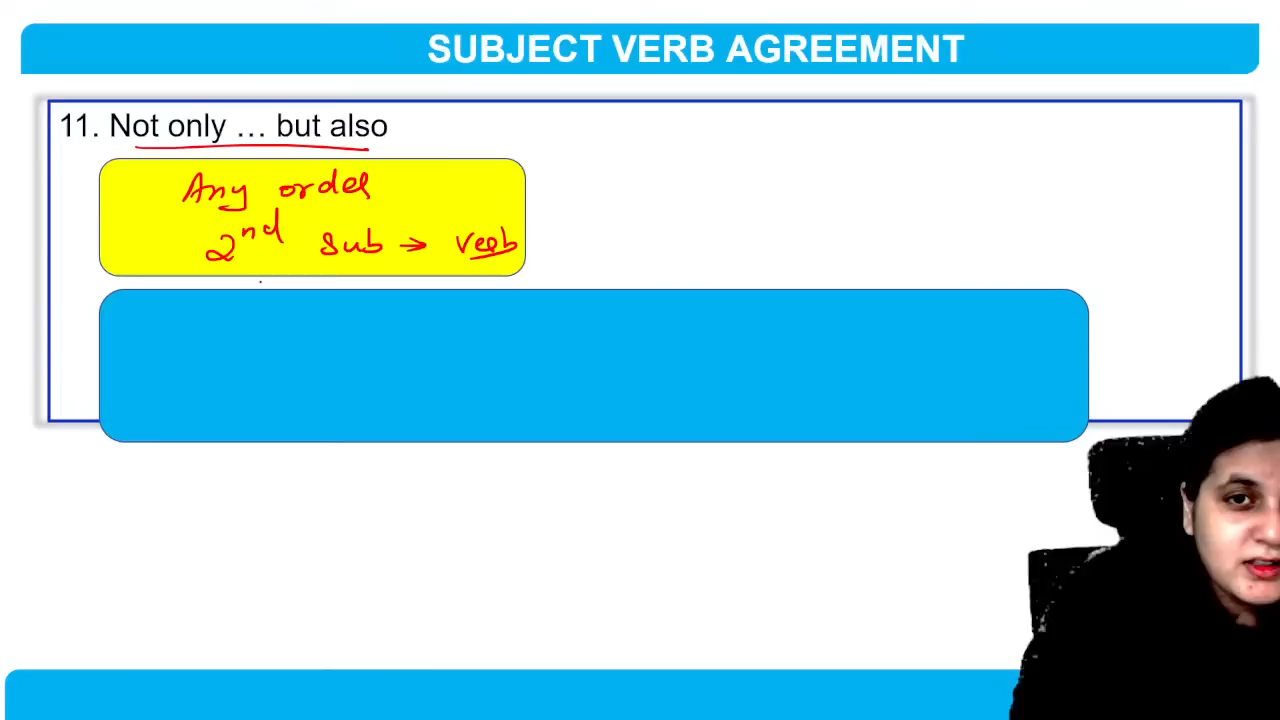 SUBJECT VERB AGREEMENT
11. Not only … but also
Any order
2nd Sub → Verb